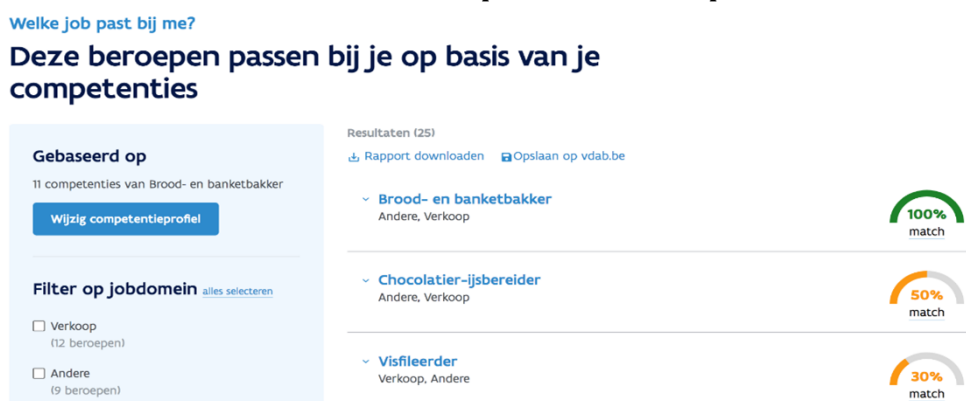 Welke job past bij me?
Deze beroepen passen bij je op basis van je
competenties
Gebaseerd op
11 competenties van Brood- en banketbakker
Wijzig competentieprofiel
Filter op jobdomein alles selecteren
Verkoop
(12 beroepen)
Andere
(9 beroepen)
Resultaten (25)
Rapport downloaden Opslaan op vdab.be
Brood- en banketbakker
Andere, Verkoop
100%
match
Chocolatier-ijsbereider
Andere, Verkoop
50%
match
Visfileerder
Verkoop, Andere
30%
match